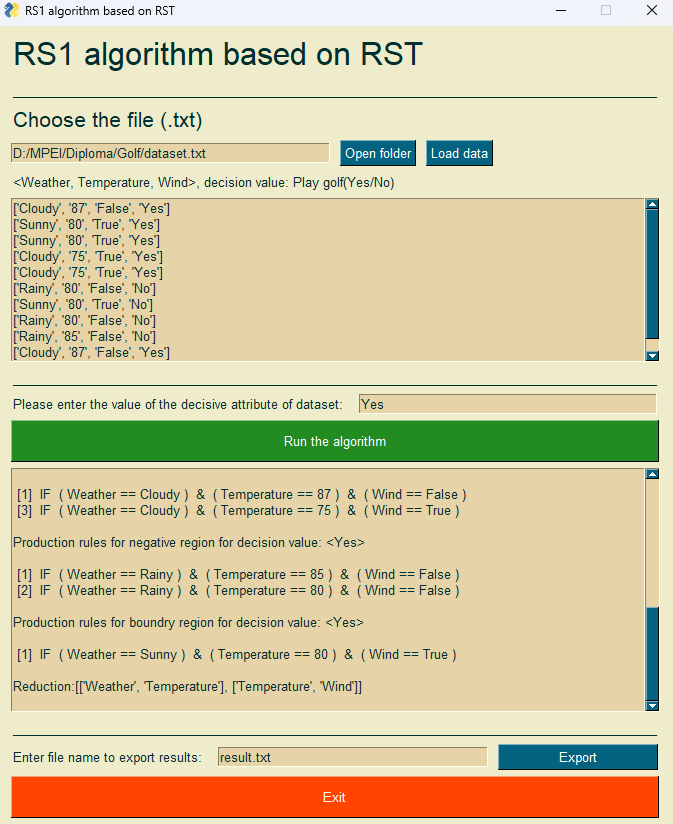 RS1 algorithm based on RST
RS1 algorithm based on RST
Choose the file (.txt)
D:/MPEI/Diploma/Golf/dataset.txt Open folder Load data
<Weather, Temperature, Wind>, decision value: Play golf(Yes/No)
['Cloudy', '87', 'False', 'Yes']
['Sunny', '80', 'True', 'Yes']
['Sunny', '80', 'True', 'Yes']
['Cloudy', '75', 'True', 'Yes']
['Cloudy', '75', 'True', 'Yes']
['Rainy', '80', 'False', 'No']
['Sunny', '80', 'True', 'No']
['Rainy', '80', 'False', 'No']
['Rainy', '85', 'False', 'No']
['Cloudy', '87', 'False', 'Yes']
Please enter the value of the decisive attribute of dataset: Yes
Run the algorithm
[1] IF ( Weather == Cloudy ) & ( Temperature == 87 ) & ( Wind == False )
[3] IF ( Weather == Cloudy ) & ( Temperature == 75 ) & ( Wind == True )
Production rules for negative region for decision value: <Yes>
[1] IF ( Weather == Rainy ) & ( Temperature == 85 ) & ( Wind == False )
[2] IF ( Weather == Rainy ) & ( Temperature == 80 ) & ( Wind == False )
Production rules for boundry region for decision value: <Yes>
[1] IF ( Weather == Sunny ) & ( Temperature == 80 ) & ( Wind == True )
Reduction:[['Weather', 'Temperature'], ['Temperature', 'Wind']]
Enter file name to export results: result.txt Export
Exit